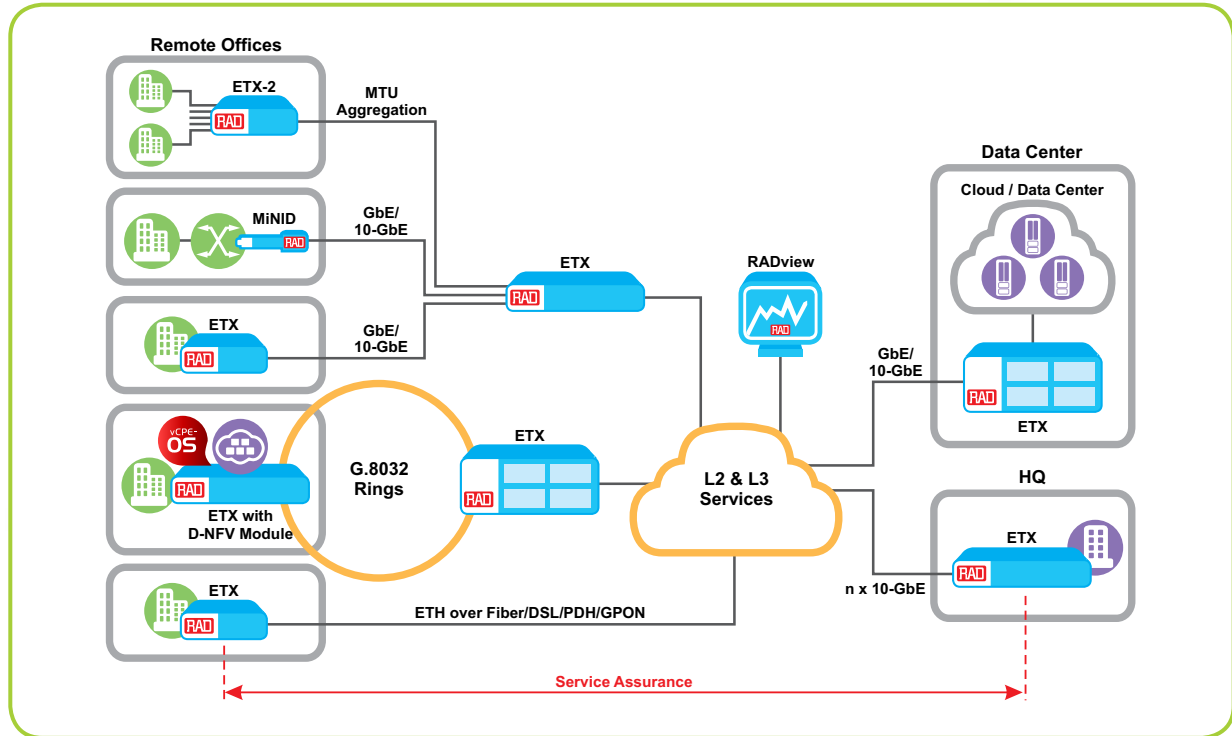 Remote Offices
ETX-2
RAD
MTU
Aggregation
MiNID
RAD
GbE/
10-GbE
ETX
RAD
GbE/
10-GbE
ETX
RAD
RADview
RAD
vCPE-
OS
RAD
ETX with
D-NFV Module
G.8032
Rings
ETX
RAD
L2 & L3
Services
ETX
RAD
ETH over Fiber/DSL/PDH/GPON
Data Center
Cloud / Data Center
GbE/
10-GbE
RAD
ETX
HQ
ETX
RAD
n x 10-GbE
Service Assurance